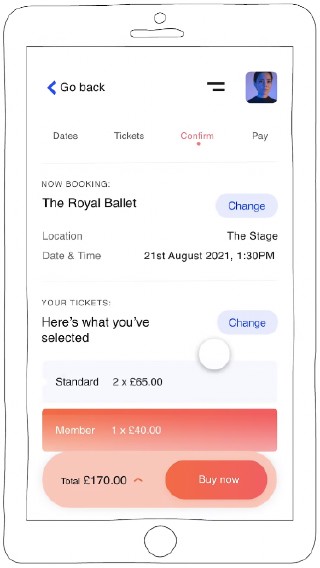 Go back
Dates Tickets Confirm Pay
NOW BOOKING:
The Royal Ballet Change
Location The Stage
Date & Time 21st August 2021, 1:30PM
YOUR TICKETS:
Here's what you've Change
selected
Standard 2 x £65.00
Member 1 x £40.00
Total £170.00 Buy now